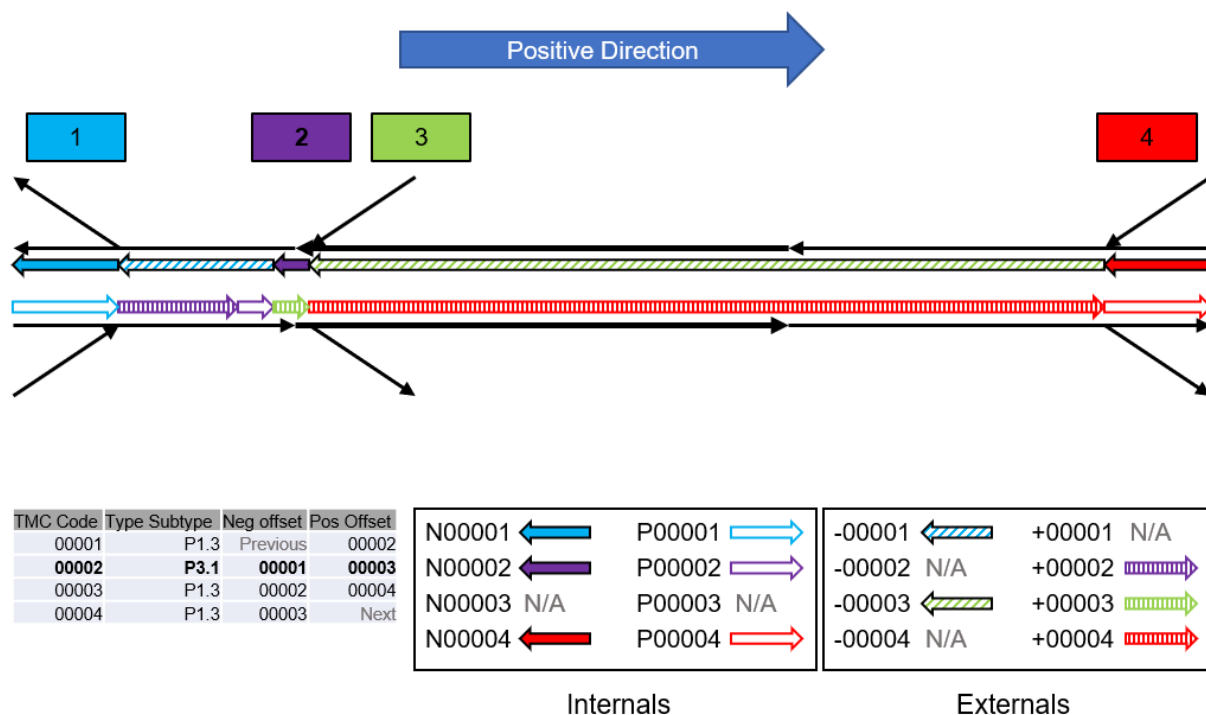 Positive Direction
1 2 3 4
TMC Code Type Subtype Neg offset Pos Offset
00001 P1.3 Previous 00002
00002 P3.1 00001 00003
00003 P1.3 00002 00004
00004 P1.3 00003 Next
N00001 P00001
N00002 P00002
N00003 N/A P00003 N/A
N00004 P00004
Internals
-00001 +00001 N/A
-00002 N/A +00002
-00003 +00003
-00004 N/A +00004
Externals